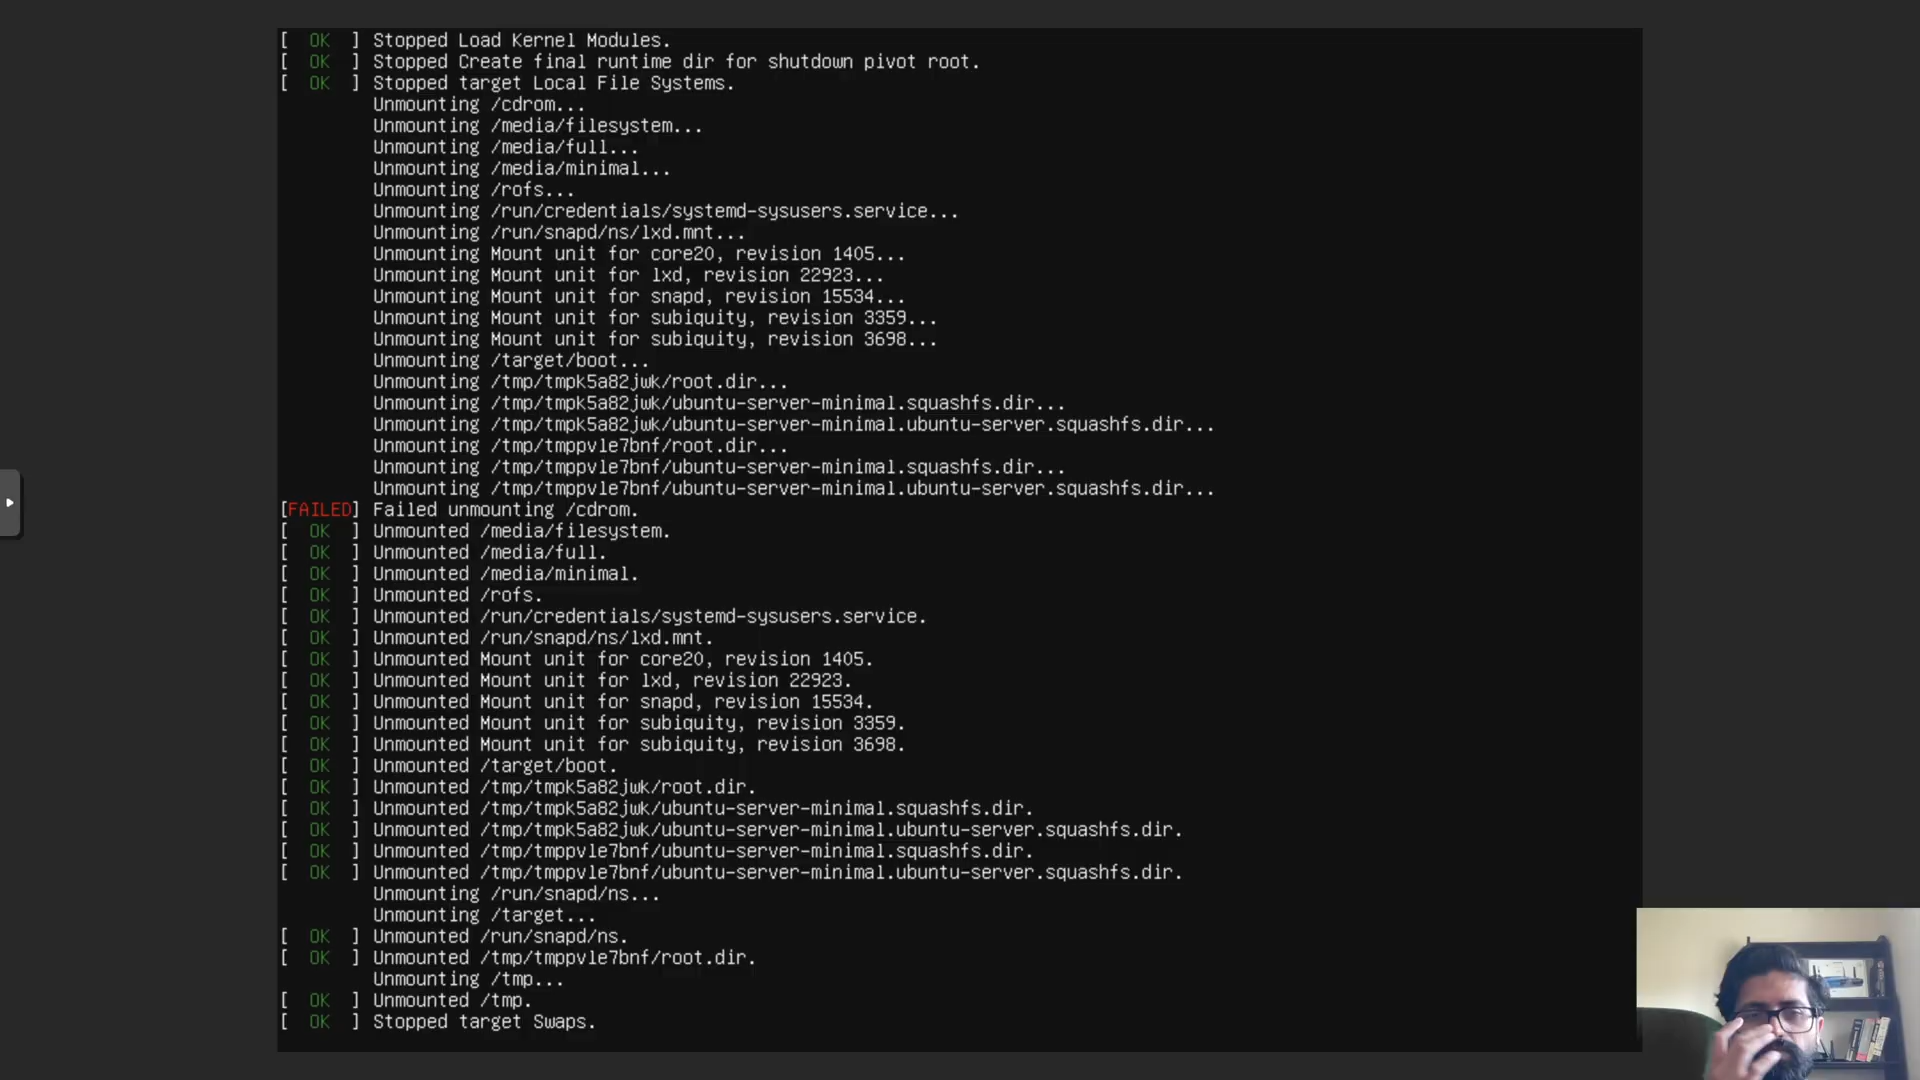 [  OK  ] Stopped Load Kernel Modules.
[  OK  ] Stopped Create final runtime dir for shutdown pivot root.
[  OK  ] Stopped target Local File Systems.
Unmounting /cdrom...
Unmounting /media/filesystem...
Unmounting /media/full...
Unmounting /media/minimal...
Unmounting /rofs...
Unmounting /run/credentials/systemd-sysusers.service...
Unmounting /run/snapd/ns/lxd.mnt...
Unmounting Mount unit for core20, revision 1405...
Unmounting Mount unit for lxd, revision 22923...
Unmounting Mount unit for snapd, revision 15534...
Unmounting Mount unit for subiquity, revision 3359...
Unmounting Mount unit for subiquity, revision 3698...
Unmounting /target/boot...
Unmounting /tmp/tmpk5a82jwk/root.dir...
Unmounting /tmp/tmpk5a82jwk/ubuntu-server-minimal.squashfs.dir...
Unmounting /tmp/tmpk5a82jwk/ubuntu-server-minimal.ubuntu-server.squashfs.dir...
Unmounting /tmp/tmppvle7bnf/root.dir...
Unmounting /tmp/tmppvle7bnf/ubuntu-server-minimal.squashfs.dir...
Unmounting /tmp/tmppvle7bnf/ubuntu-server-minimal.ubuntu-server.squashfs.dir...
[FAILED] Failed unmounting /cdrom.
[  OK  ] Unmounted /media/filesystem.
[  OK  ] Unmounted /media/full.
[  OK  ] Unmounted /media/minimal.
[  OK  ] Unmounted /rofs.
[  OK  ] Unmounted /run/credentials/systemd-sysusers.service.
[  OK  ] Unmounted /run/snapd/ns/lxd.mnt.
[  OK  ] Unmounted Mount unit for core20, revision 1405.
[  OK  ] Unmounted Mount unit for lxd, revision 22923.
[  OK  ] Unmounted Mount unit for snapd, revision 15534.
[  OK  ] Unmounted Mount unit for subiquity, revision 3359.
[  OK  ] Unmounted Mount unit for subiquity, revision 3698.
[  OK  ] Unmounted /target/boot.
[  OK  ] Unmounted /tmp/tmpk5a82jwk/root.dir.
[  OK  ] Unmounted /tmp/tmpk5a82jwk/ubuntu-server-minimal.squashfs.dir.
[  OK  ] Unmounted /tmp/tmpk5a82jwk/ubuntu-server-minimal.ubuntu-server.squashfs.dir.
[  OK  ] Unmounted /tmp/tmppvle7bnf/ubuntu-server-minimal.squashfs.dir.
[  OK  ] Unmounted /tmp/tmppvle7bnf/ubuntu-server-minimal.ubuntu-server.squashfs.dir.
Unmounting /run/snapd/ns...
Unmounting /target...
[  OK  ] Unmounted /run/snapd/ns.
[  OK  ] Unmounted /tmp/tmppvle7bnf/root.dir.
Unmounting /tmp...
[  OK  ] Unmounted /tmp.
[  OK  ] Stopped target Swaps.